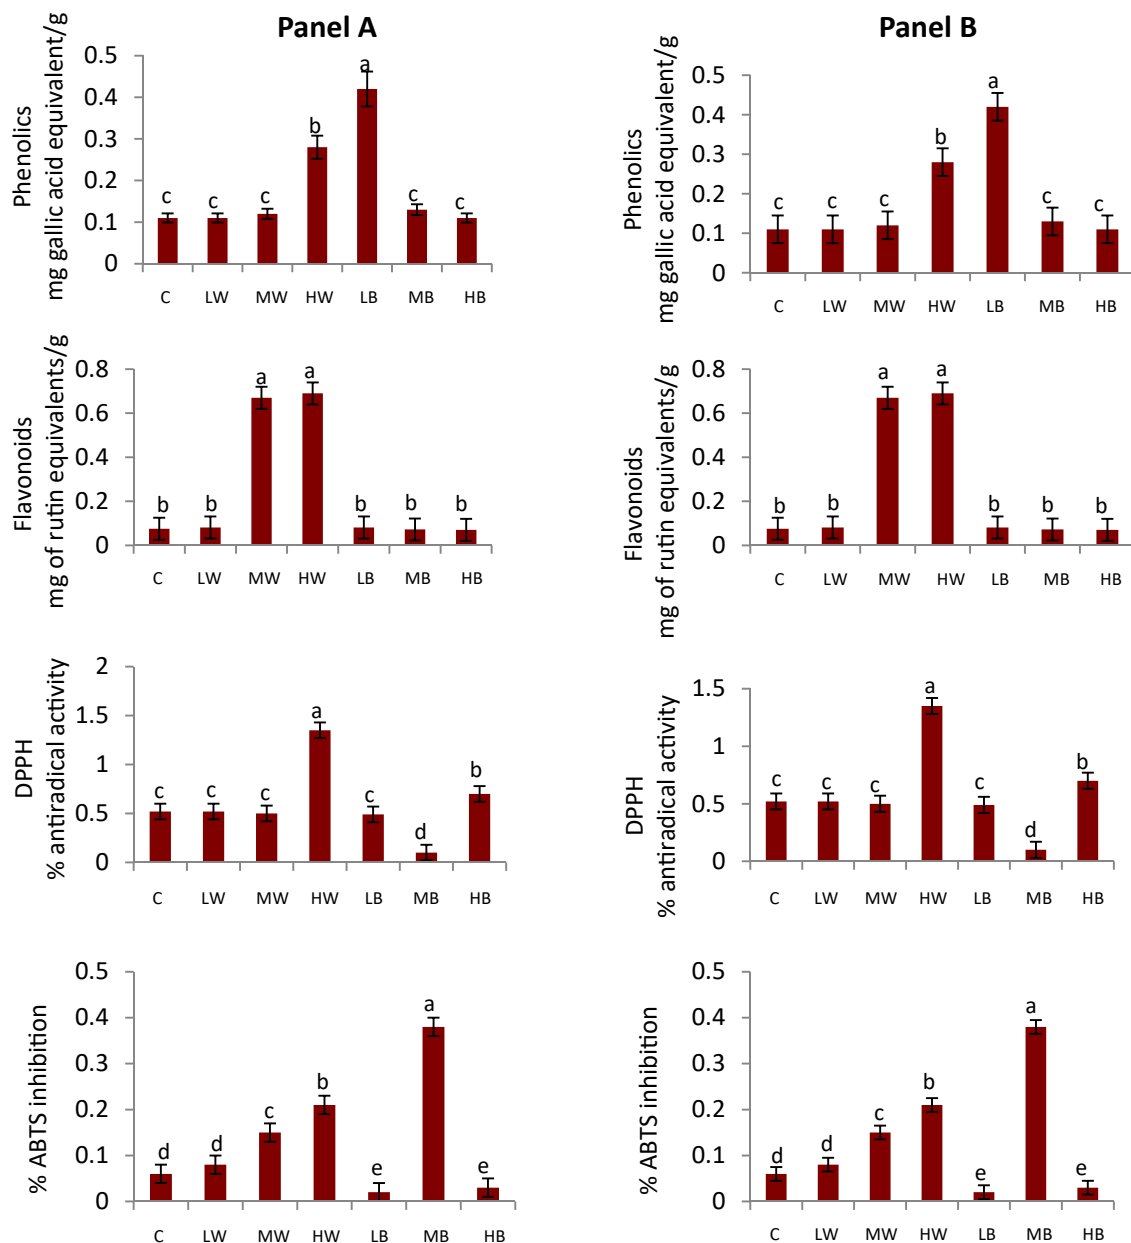 Panel A
Panel B
Phenolics
mg gallic acid equivalent/g
0.5
0.4
0.3
0.2
0.1
0
c
c
c
b
a
c
c
C
LW
MW
HW
LB
MB
HB
Phenolics
mg gallic acid equivalent/g
0.5
0.4
0.3
0.2
0.1
0
c
c
c
b
a
c
c
C
LW
MW
HW
LB
MB
HB
Flavonoids
mg of rutin equivalents/g
0.8
0.6
0.4
0.2
0
b
b
a
a
b
b
b
C
LW
MW
HW
LB
MB
HB
Flavonoids
mg of rutin equivalents/g
0.8
0.6
0.4
0.2
0
b
b
a
a
b
b
b
C
LW
MW
HW
LB
MB
HB
DPPH
% antiradical activity
2
1.5
1
0.5
0
c
c
c
a
c
d
b
C
LW
MW
HW
LB
MB
HB
DPPH
% antiradical activity
1.5
1
0.5
0
c
c
c
a
c
d
b
C
LW
MW
HW
LB
MB
HB
% ABTS inhibition
0.5
0.4
0.3
0.2
0.1
0
d
d
c
b
e
a
e
C
LW
MW
HW
LB
MB
HB
% ABTS inhibition
0.5
0.4
0.3
0.2
0.1
0
d
d
c
b
e
a
e
C
LW
MW
HW
LB
MB
HB